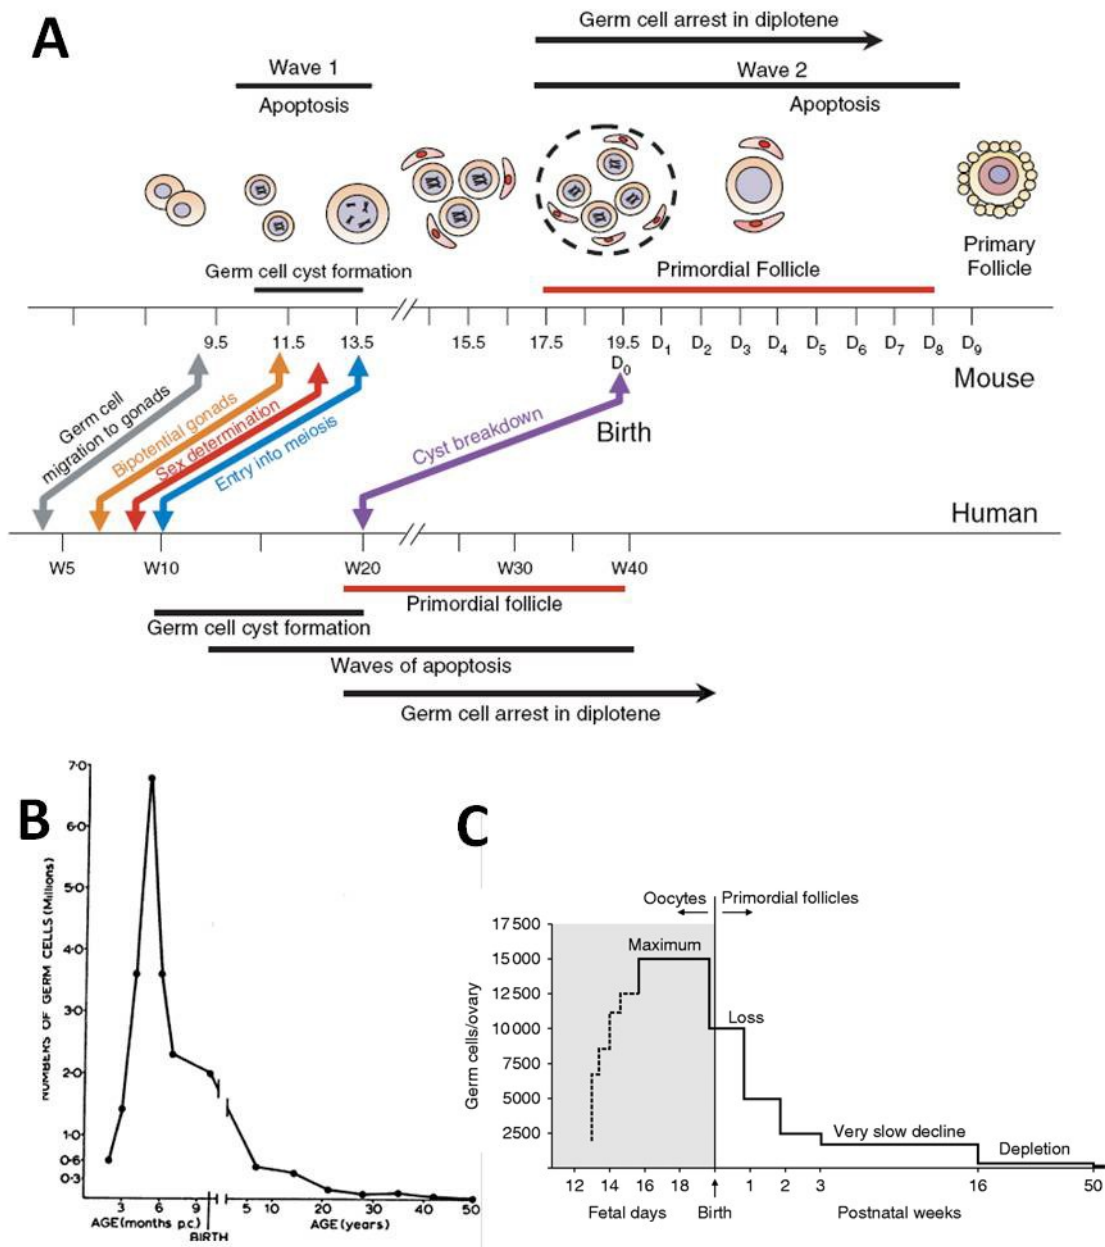 A
Germ cell arrest in diplotene
Wave 1
Apoptosis
Wave 2
Apoptosis
Germ cell cyst formation
Primordial Follicle
Primary
Follicle
9.5 11.5 13.5 15.5 17.5 19.5 D1 D2 D3 D4 D5 D6 D7 D8 D9
D0
Mouse
Birth
Germ cell
migration to gonads
Bipotential gonads
Sex determination
Entry into meiosis
Cyst breakdown
Human
W5 W10 W20 W30 W40
Primordial follicle
Germ cell cyst formation
Waves of apoptosis
Germ cell arrest in diplotene
B
NUMBERS OF GERM CELLS (Millions)
7·0
6·0
5·0
4·0
3·0
2·0
1·0
0·6
0·3
3 6 9 5 10 20 30 40 50
AGE (months p.c.) AGE (years)
BIRTH
C
Oocytes Primordial follicles
Germ cells/ovary
17 500
15 000
12 500
10 000
7500
5000
2500
Maximum
Loss
Very slow decline
Depletion
12 14 16 18 1 2 3 16 50
Fetal days Birth Postnatal weeks